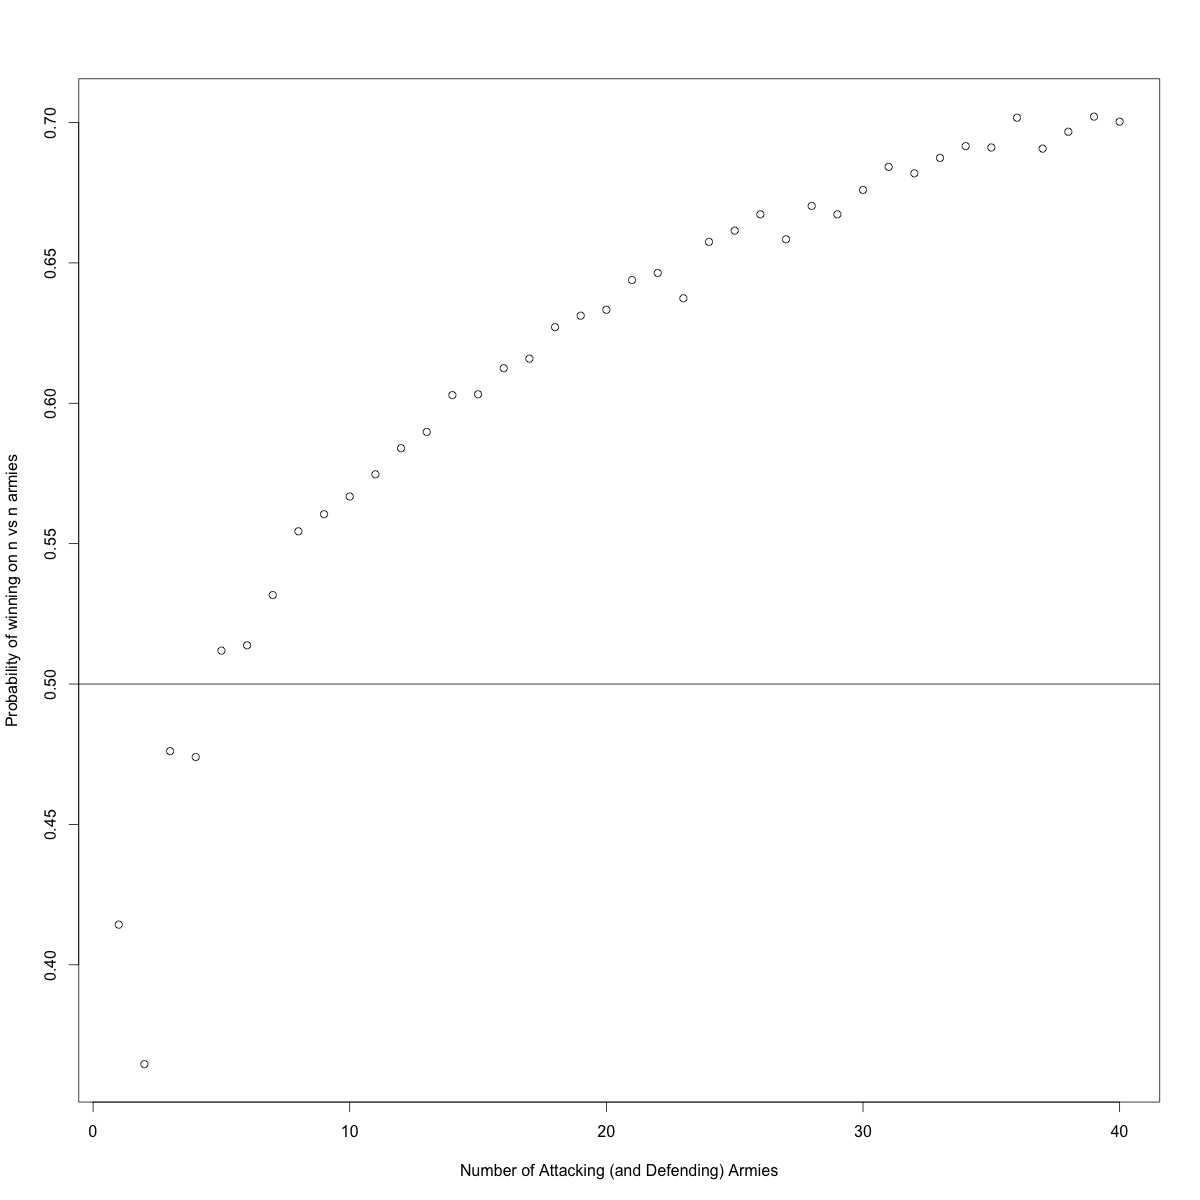 Probability of winning on n vs n armies
0.70
0.65
0.60
0.55
0.50
0.45
0.40
0 10 20 30 40
Number of Attacking (and Defending) Armies